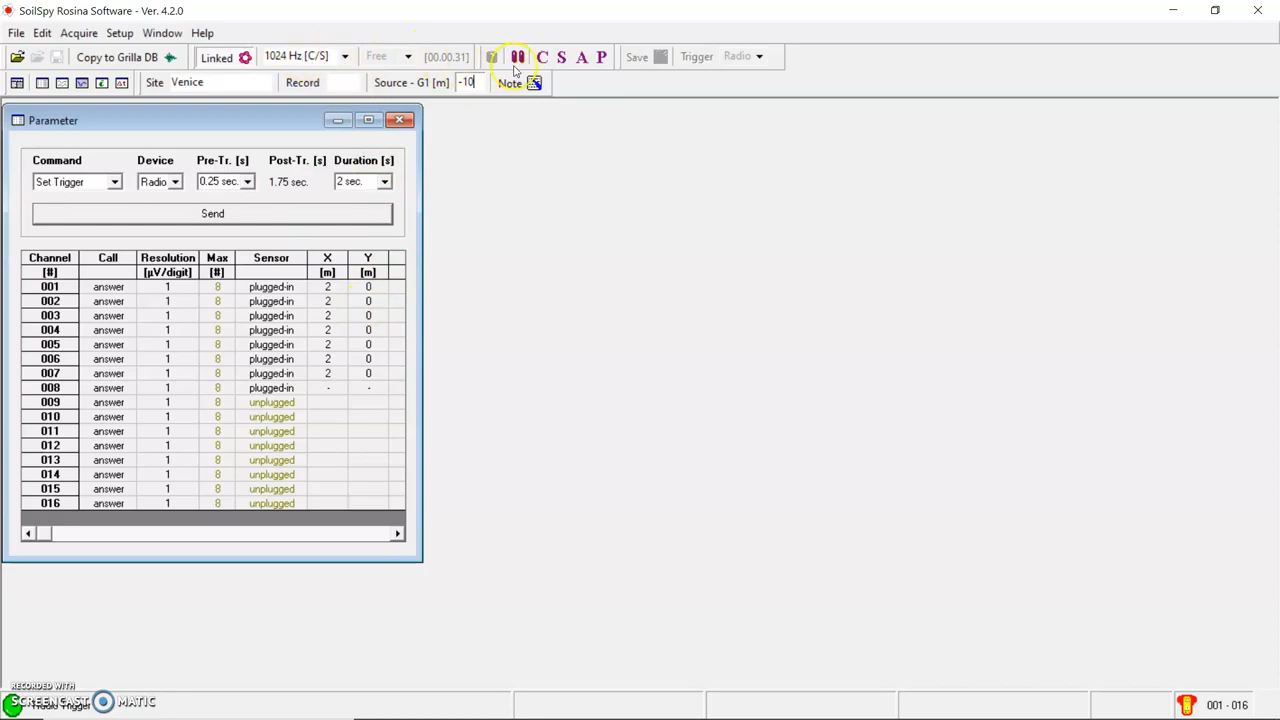 SoilSpy Rosina Software - Ver. 4.2.0
File Edit Acquire Setup Window Help
Copy to Grilla DB Linked 1024 Hz [C/S] Free [00.00.31] C S A P Save Trigger Radio
Site Venice Record Source - G1 [m] -10 Note
Parameter
Command Device Pre-Tr. [s] Post-Tr. [s] Duration [s]
Set Trigger Radio 0.25 sec. 1.75 sec. 2 sec.
Send
Channel Call Resolution Max Sensor X Y
[#] [µV/digit] [#] [m] [m]
001 answer 1 8 plugged-in 2 0
002 answer 1 8 plugged-in 2 0
003 answer 1 8 plugged-in 2 0
004 answer 1 8 plugged-in 2 0
005 answer 1 8 plugged-in 2 0
006 answer 1 8 plugged-in 2 0
007 answer 1 8 plugged-in 2 0
008 answer 1 8 plugged-in - -
009 answer 1 8 unplugged
010 answer 1 8 unplugged
011 answer 1 8 unplugged
012 answer 1 8 unplugged
013 answer 1 8 unplugged
014 answer 1 8 unplugged
015 answer 1 8 unplugged
016 answer 1 8 unplugged
RECORDED WITH
SCREENCAST MATIC
Trigger 001 - 016